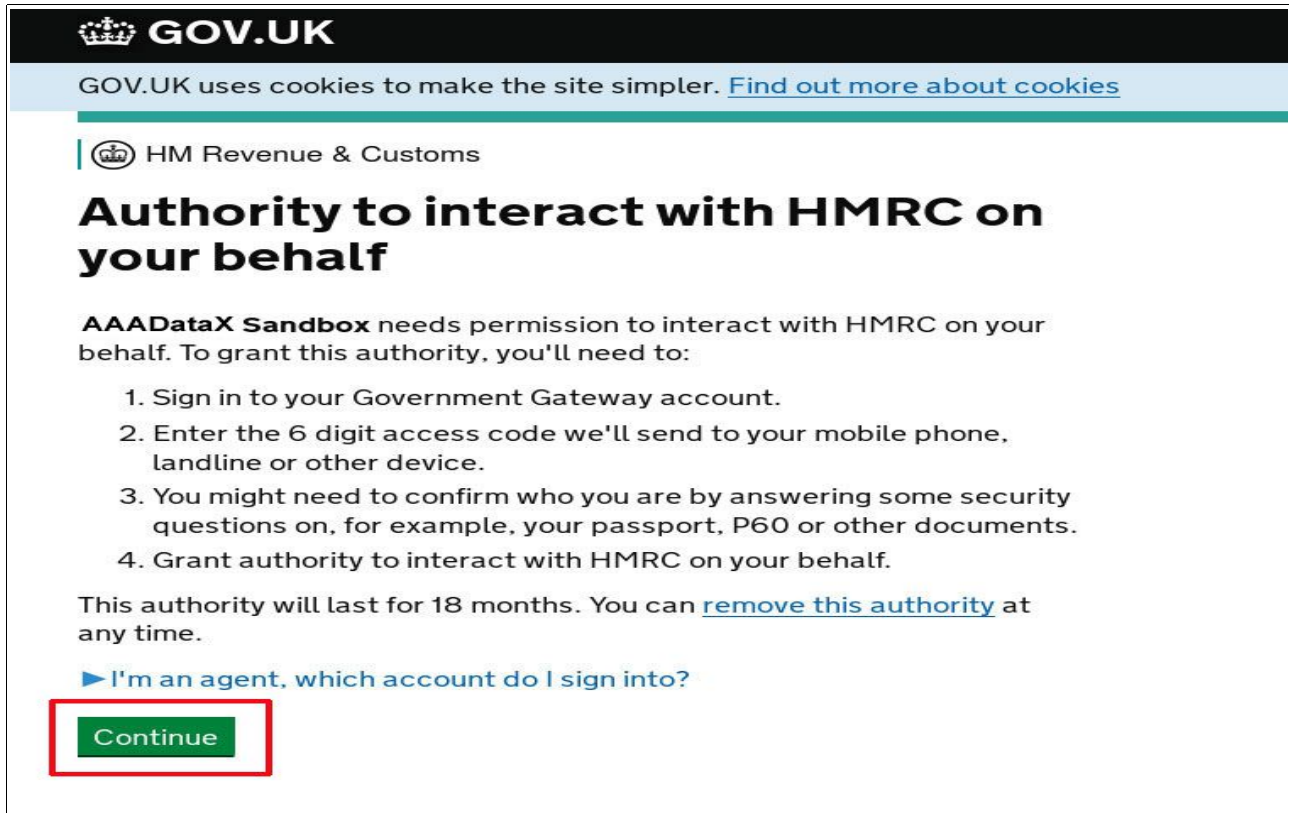 GOV.UK
GOV.UK uses cookies to make the site simpler. Find out more about cookies
HM Revenue & Customs
Authority to interact with HMRC on
your behalf
AAADataX Sandbox needs permission to interact with HMRC on your
behalf. To grant this authority, you'll need to:
1. Sign in to your Government Gateway account.
2. Enter the 6 digit access code we'll send to your mobile phone,
landline or other device.
3. You might need to confirm who you are by answering some security
questions on, for example, your passport, P60 or other documents.
4. Grant authority to interact with HMRC on your behalf.
This authority will last for 18 months. You can remove this authority at
any time.
I'm an agent, which account do I sign into?
Continue